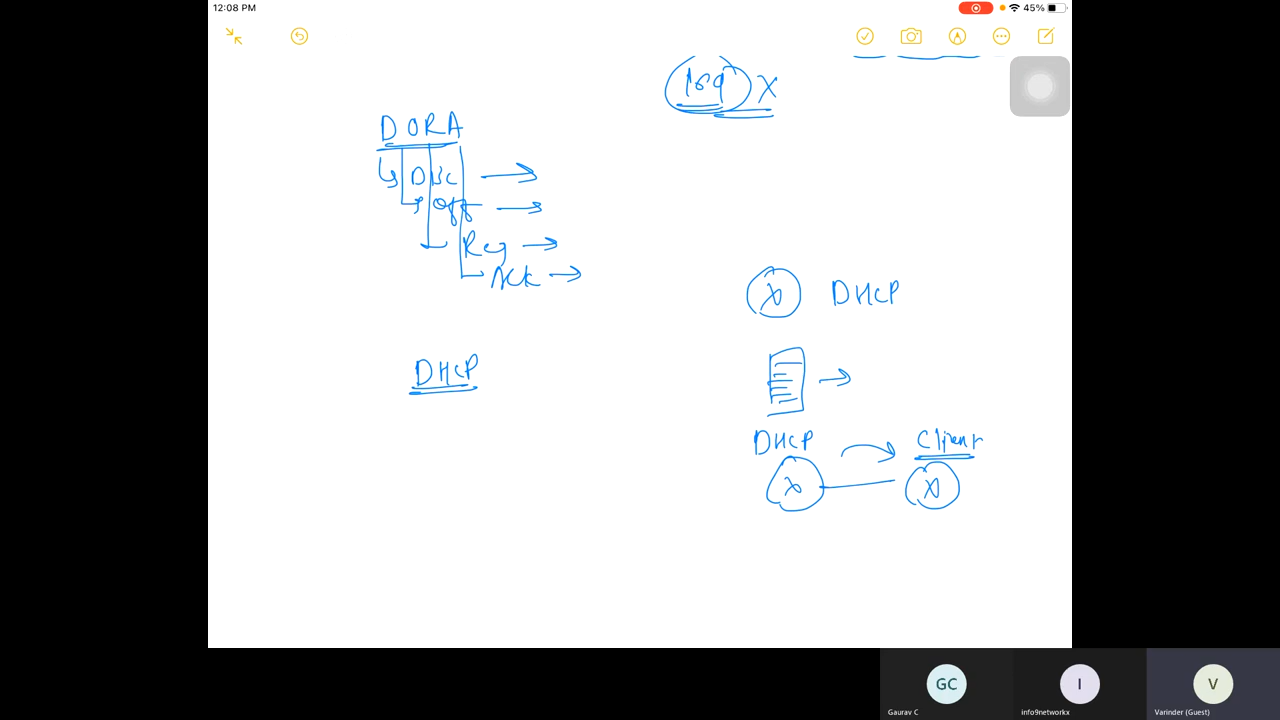 12:08 PM
45%
169 X
DORA
Disc
Off
Req
Ack
DHCP
DHCP
DHCP Client
GC
I
V
Gaurav C
info9networkx
Varinder (Guest)